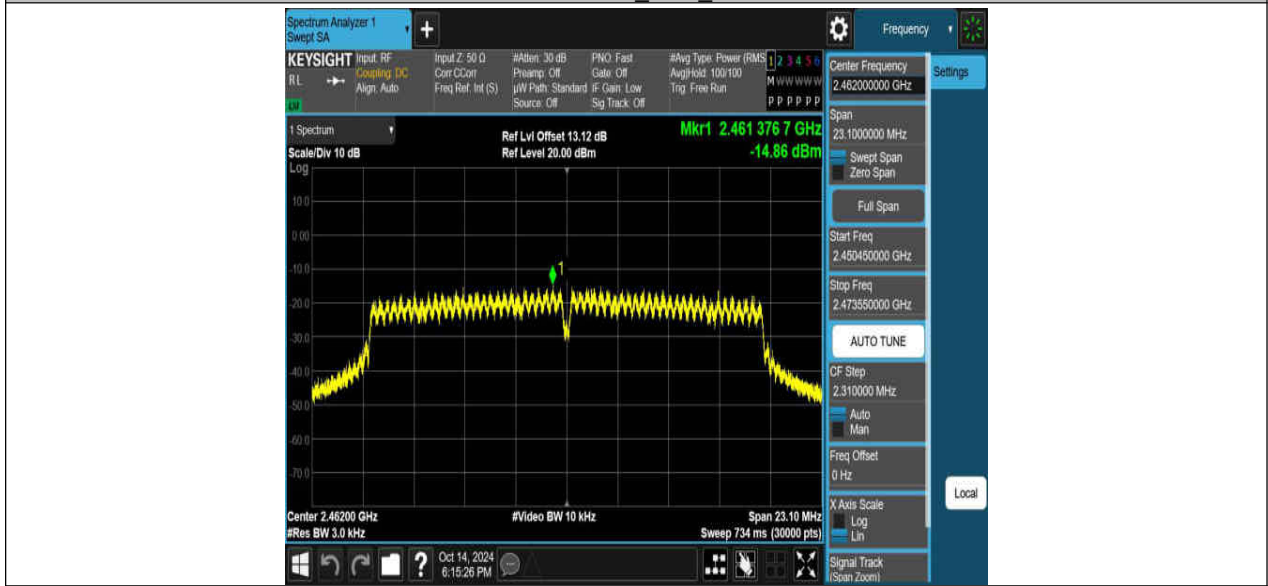 Spectrum Analyzer 1
Swept SA
+
Frequency
KEYSIGHT
RL
Input: RF
Coupling: DC
Align: Auto
Input Z: 50 Ω
Corr CCorr
Freq Ref: Int (S)
#Atten: 30 dB
Preamp: Off
µW Path: Standard
Source: Off
PNO: Fast
Gate: Off
IF Gain: Low
Sig Track: Off
#Avg Type: Power (RMS
Avg|Hold: 100/100
Trig: Free Run
1 2 3 4 5 6
M W W W W W
P P P P P P
Center Frequency
2.462000000 GHz
Settings
Span
23.1000000 MHz
Swept Span
Zero Span
Full Span
Start Freq
2.450450000 GHz
Stop Freq
2.473550000 GHz
AUTO TUNE
CF Step
2.310000 MHz
Auto
Man
Freq Offset
0 Hz
X Axis Scale
Log
Lin
Signal Track
(Span Zoom)
Local
1 Spectrum
Scale/Div 10 dB
Ref Lvl Offset 13.12 dB
Ref Level 20.00 dBm
Mkr1 2.461 376 7 GHz
-14.86 dBm
Log
10.0
0.00
-10.0
-20.0
-30.0
-40.0
-50.0
-60.0
-70.0
1
Center 2.46200 GHz
#Res BW 3.0 kHz
#Video BW 10 kHz
Span 23.10 MHz
Sweep 734 ms (30000 pts)
?
Oct 14, 2024
6:15:26 PM